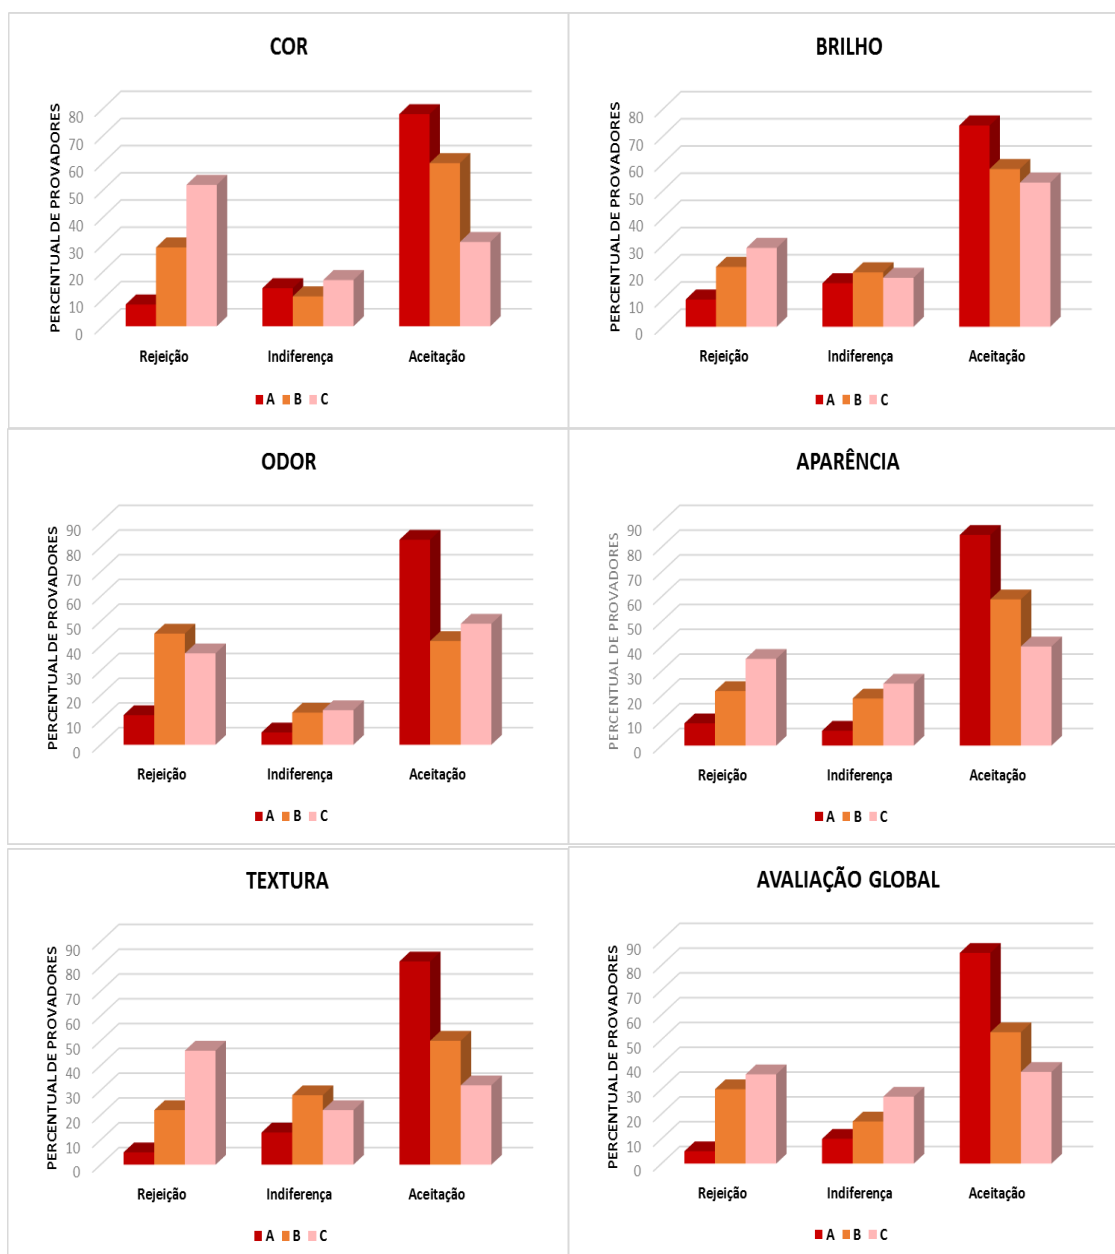 COR
PERCENTUAL DE PROVADORES
80
70
60
50
40
30
20
10
0
Rejeição Indiferença Aceitação
A B C
BRILHO
PERCENTUAL DE PROVADORES
80
70
60
50
40
30
20
10
0
Rejeição Indiferença Aceitação
A B C
ODOR
PERCENTUAL DE PROVADORES
90
80
70
60
50
40
30
20
10
0
Rejeição Indiferença Aceitação
A B C
APARÊNCIA
PERCENTUAL DE PROVADORES
90
80
70
60
50
40
30
20
10
0
Rejeição Indiferença Aceitação
A B C
TEXTURA
PERCENTUAL DE PROVADORES
90
80
70
60
50
40
30
20
10
0
Rejeição Indiferença Aceitação
A B C
AVALIAÇÃO GLOBAL
PERCENTUAL DE PROVADORES
90
80
70
60
50
40
30
20
10
0
Rejeição Indiferença Aceitação
A B C